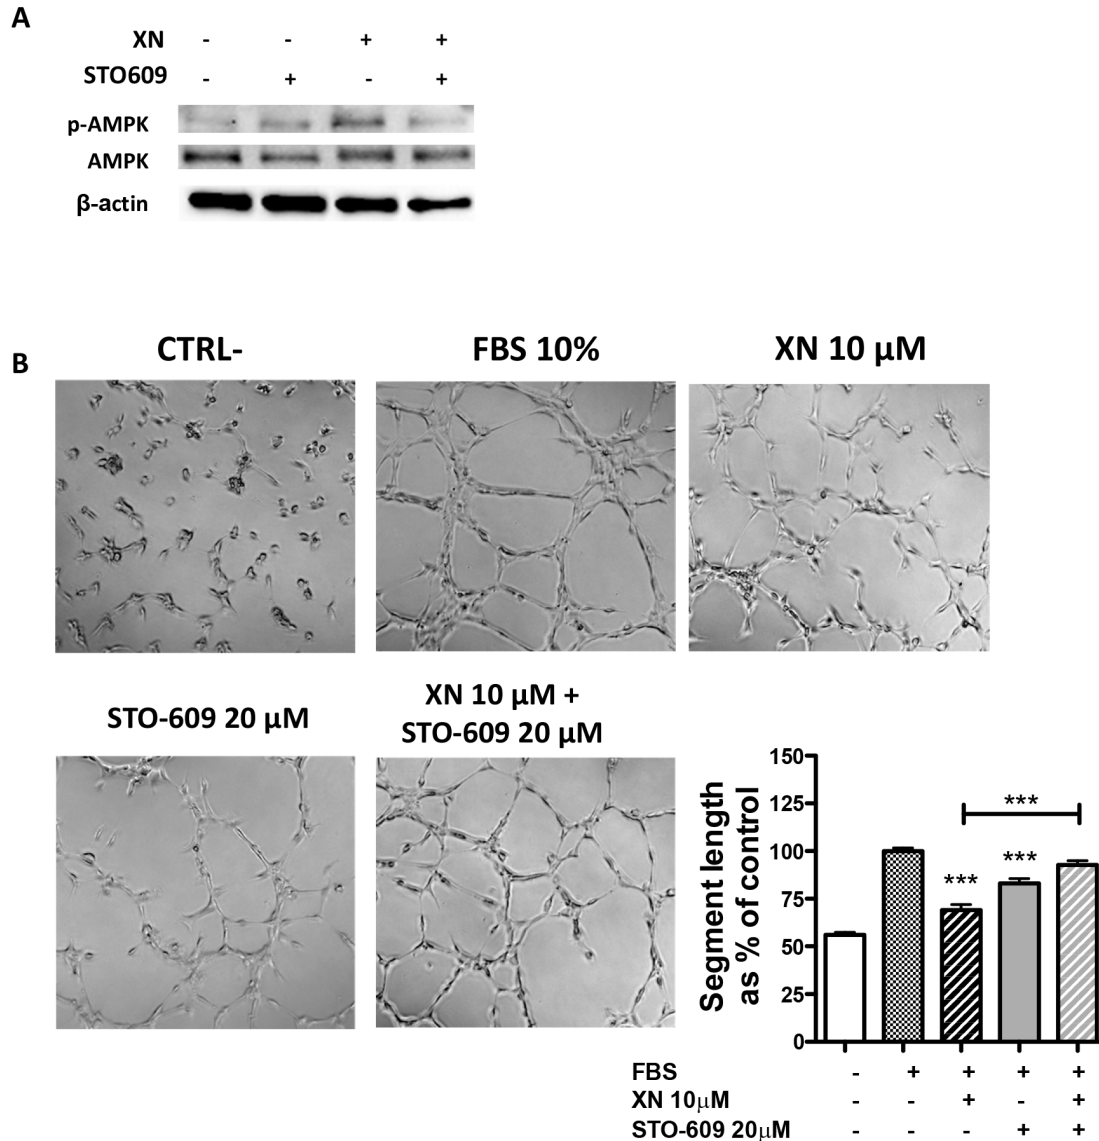 A
XN - - + +
STO609 - + - +
p-AMPK
AMPK
β-actin
B
CTRL-
FBS 10%
XN 10 µM
STO-609 20 µM
XN 10 µM +
STO-609 20 µM
Segment length
as % of control
150
125
100
75
50
25
0
***
***
***
FBS - + + + +
XN 10µM - - + - +
STO-609 20µM - - - + +